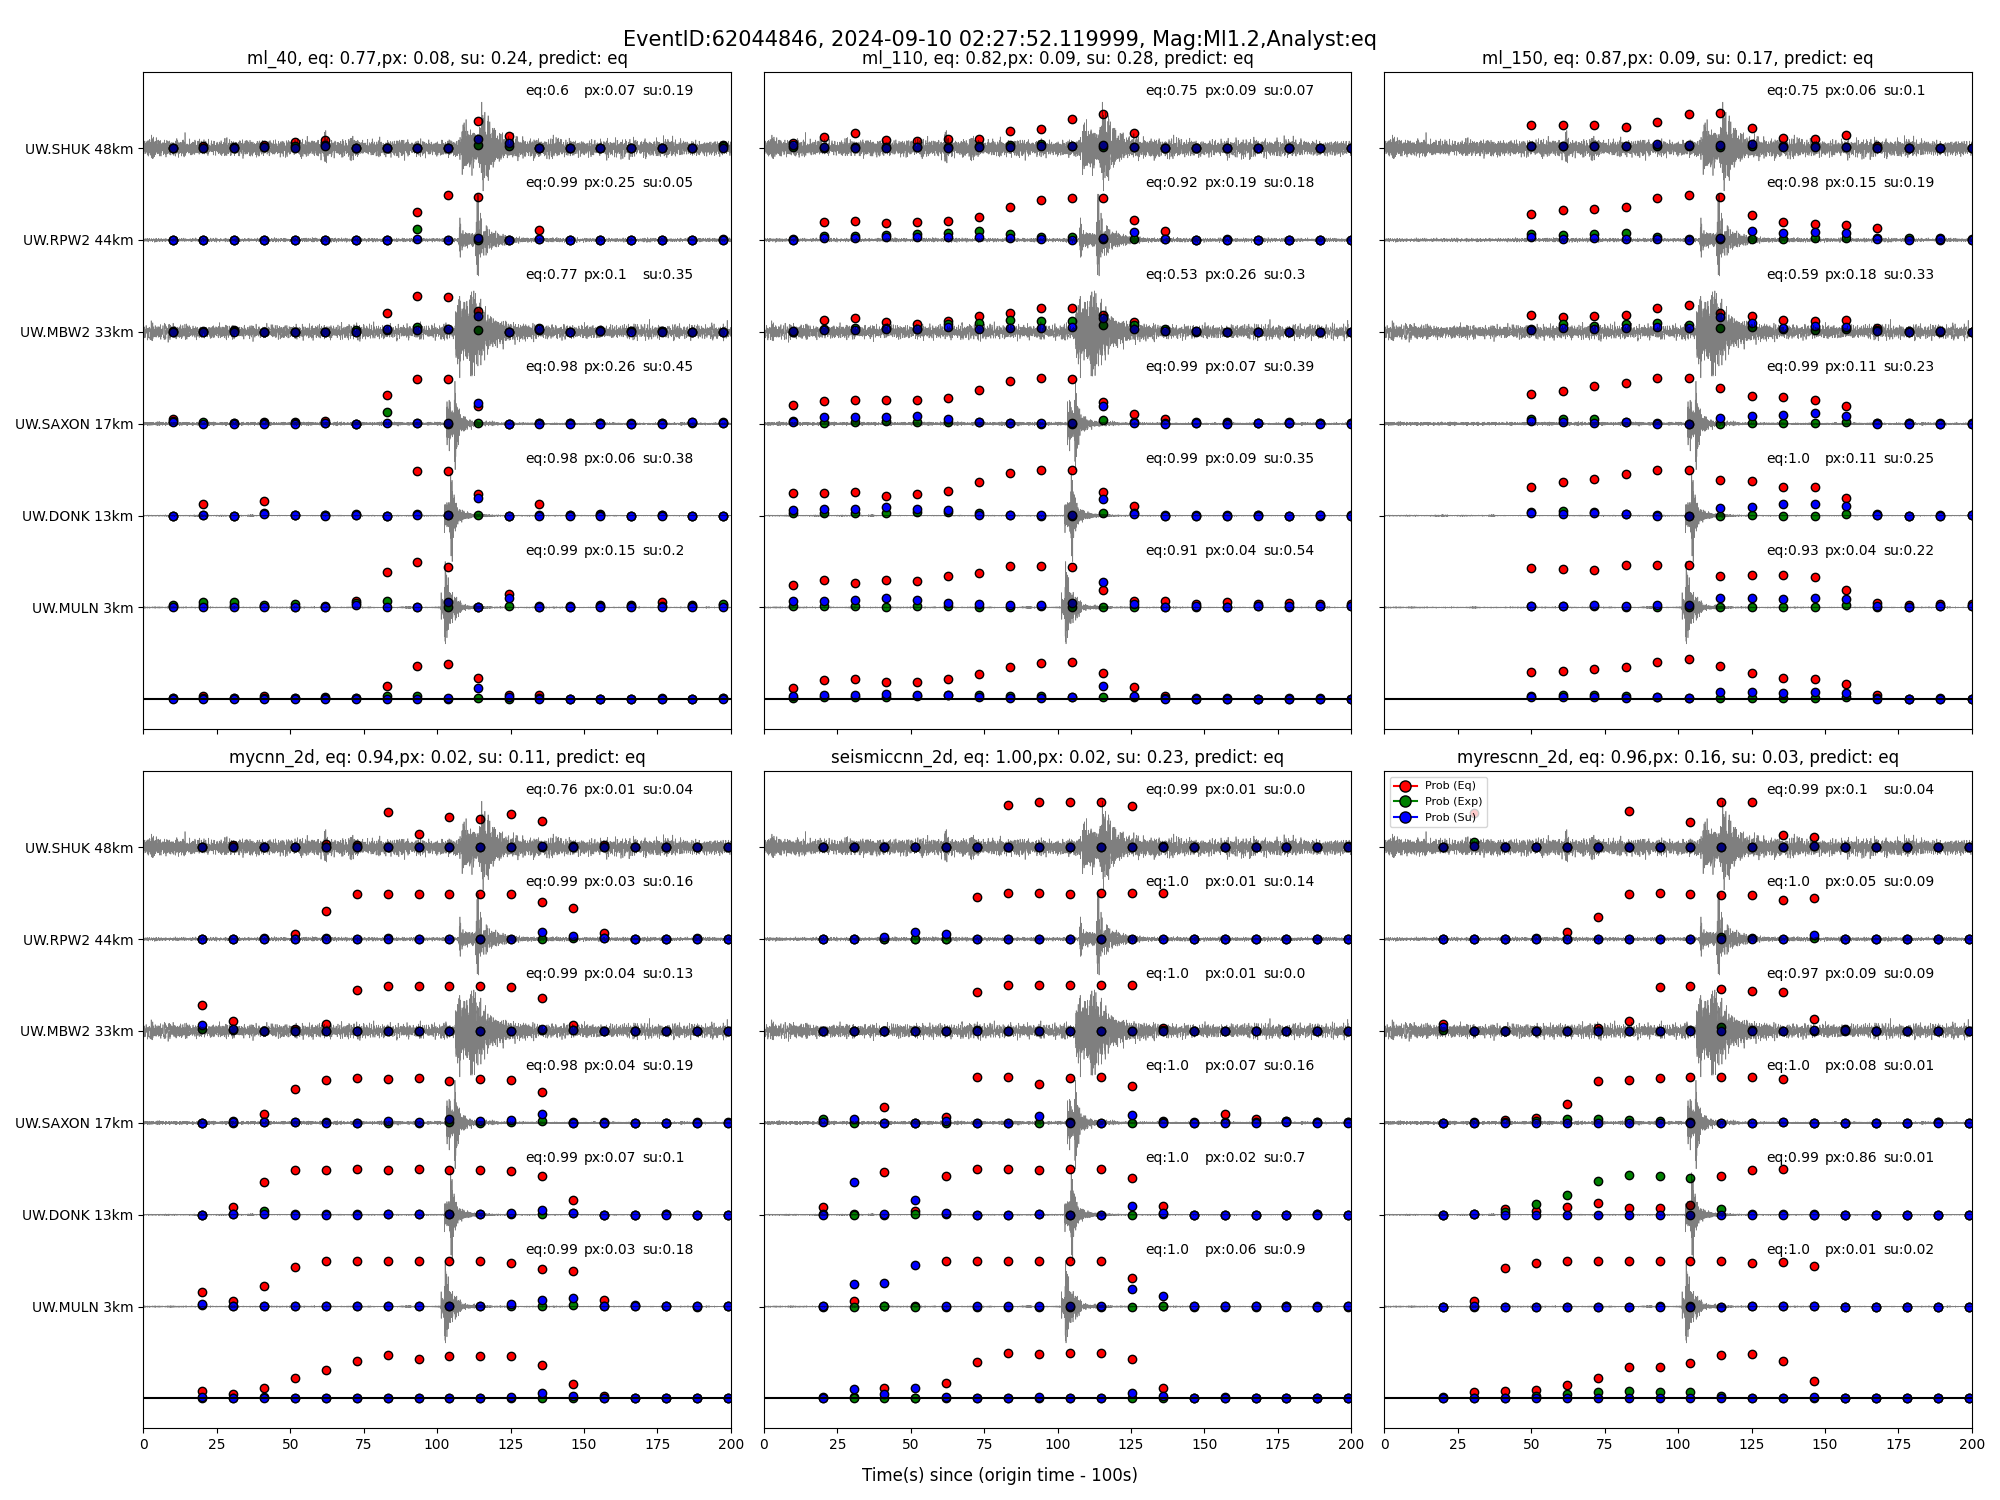 EventID:62044846, 2024-09-10 02:27:52.119999, Mag:Ml1.2,Analyst:eq
ml_40, eq: 0.77,px: 0.08, su: 0.24, predict: eq
eq:0.6 px:0.07 su:0.19
UW.SHUK 48km
eq:0.99 px:0.25 su:0.05
UW.RPW2 44km
eq:0.77 px:0.1 su:0.35
UW.MBW2 33km
eq:0.98 px:0.26 su:0.45
UW.SAXON 17km
eq:0.98 px:0.06 su:0.38
UW.DONK 13km
eq:0.99 px:0.15 su:0.2
UW.MULN 3km
ml_110, eq: 0.82,px: 0.09, su: 0.28, predict: eq
eq:0.75 px:0.09 su:0.07
eq:0.92 px:0.19 su:0.18
eq:0.53 px:0.26 su:0.3
eq:0.99 px:0.07 su:0.39
eq:0.99 px:0.09 su:0.35
eq:0.91 px:0.04 su:0.54
ml_150, eq: 0.87,px: 0.09, su: 0.17, predict: eq
eq:0.75 px:0.06 su:0.1
eq:0.98 px:0.15 su:0.19
eq:0.59 px:0.18 su:0.33
eq:0.99 px:0.11 su:0.23
eq:1.0 px:0.11 su:0.25
eq:0.93 px:0.04 su:0.22
mycnn_2d, eq: 0.94,px: 0.02, su: 0.11, predict: eq
eq:0.76 px:0.01 su:0.04
UW.SHUK 48km
eq:0.99 px:0.03 su:0.16
UW.RPW2 44km
eq:0.99 px:0.04 su:0.13
UW.MBW2 33km
eq:0.98 px:0.04 su:0.19
UW.SAXON 17km
eq:0.99 px:0.07 su:0.1
UW.DONK 13km
eq:0.99 px:0.03 su:0.18
UW.MULN 3km
0 25 50 75 100 125 150 175 200
seismiccnn_2d, eq: 1.00,px: 0.02, su: 0.23, predict: eq
eq:0.99 px:0.01 su:0.0
eq:1.0 px:0.01 su:0.14
eq:1.0 px:0.01 su:0.0
eq:1.0 px:0.07 su:0.16
eq:1.0 px:0.02 su:0.7
eq:1.0 px:0.06 su:0.9
0 25 50 75 100 125 150 175 200
myrescnn_2d, eq: 0.96,px: 0.16, su: 0.03, predict: eq
Prob (Eq)
Prob (Exp)
Prob (Su)
eq:0.99 px:0.1 su:0.04
eq:1.0 px:0.05 su:0.09
eq:0.97 px:0.09 su:0.09
eq:1.0 px:0.08 su:0.01
eq:0.99 px:0.86 su:0.01
eq:1.0 px:0.01 su:0.02
0 25 50 75 100 125 150 175 200
Time(s) since (origin time - 100s)